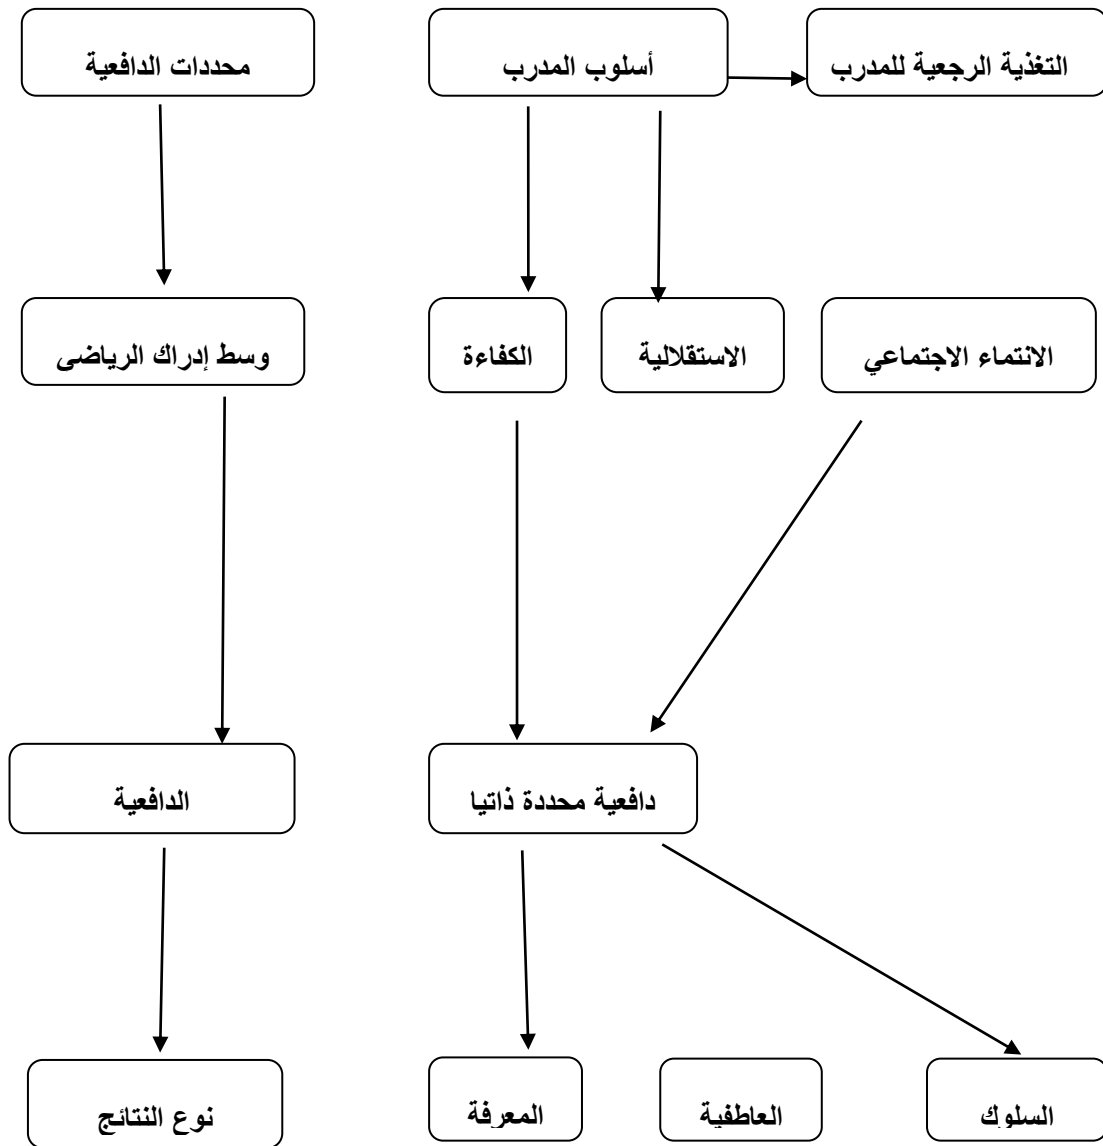 محددات الدافعية
أسلوب المدرب
التغذية الرجعية للمدرب
وسط إدراك الرياضي
الكفاءة
الاستقلالية
الانتماء الاجتماعي
الدافعية
دافعية محددة ذاتيا
نوع النتائج
المعرفة
العاطفية
السلوك